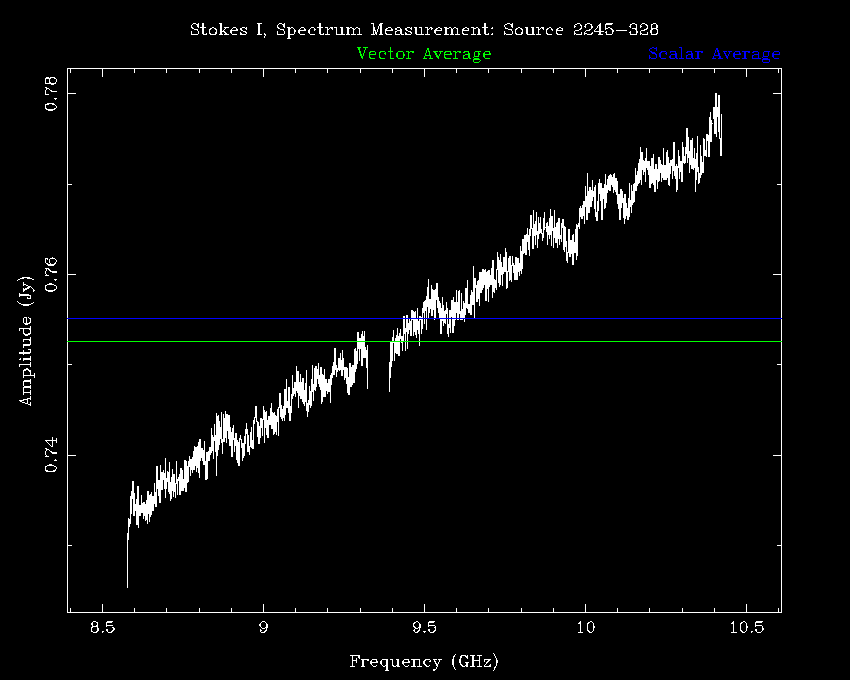 Stokes I, Spectrum Measurement: Source 2245-328
Vector Average Scalar Average
0.78
0.76
0.74
Amplitude (Jy)
8.5 9 9.5 10 10.5
Frequency (GHz)